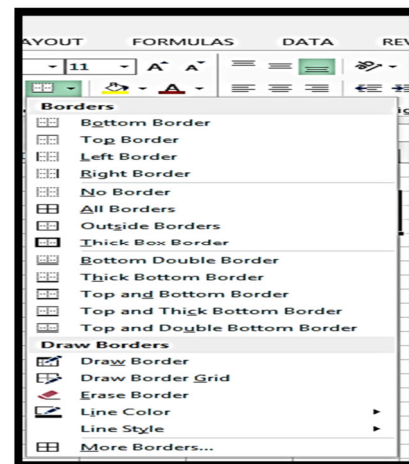 AYOUT FORMULAS DATA REV
11 A A
A
Borders
Bottom Border
Top Border
Left Border
Right Border
No Border
All Borders
Outside Borders
Thick Box Border
Bottom Double Border
Thick Bottom Border
Top and Bottom Border
Top and Thick Bottom Border
Top and Double Bottom Border
Draw Borders
Draw Border
Draw Border Grid
Erase Border
Line Color
Line Style
More Borders...